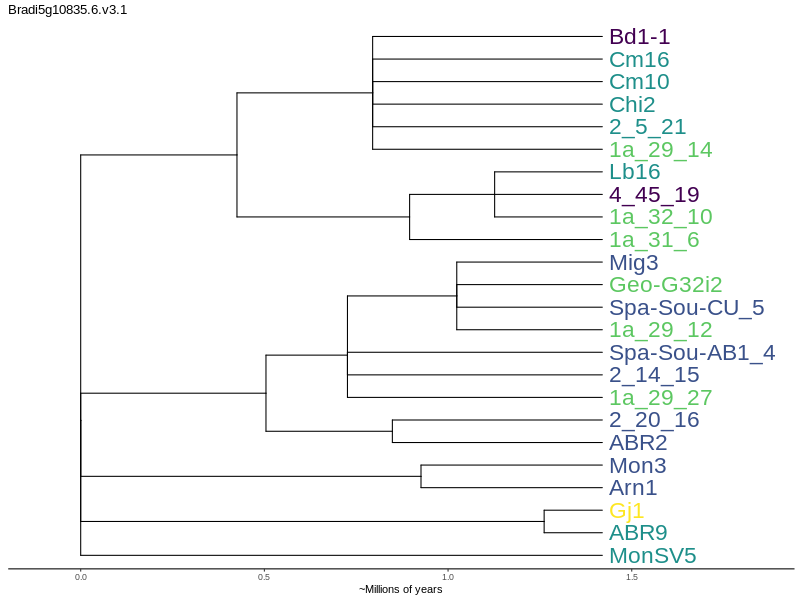 Bradi5g10835.6.v3.1
Bd1-1
Cm16
Cm10
Chi2
2_5_21
1a_29_14
Lb16
4_45_19
1a_32_10
1a_31_6
Mig3
Geo-G32i2
Spa-Sou-CU_5
1a_29_12
Spa-Sou-AB1_4
2_14_15
1a_29_27
2_20_16
ABR2
Mon3
Arn1
Gj1
ABR9
MonSV5
0.0 0.5 1.0 1.5
~Millions of years